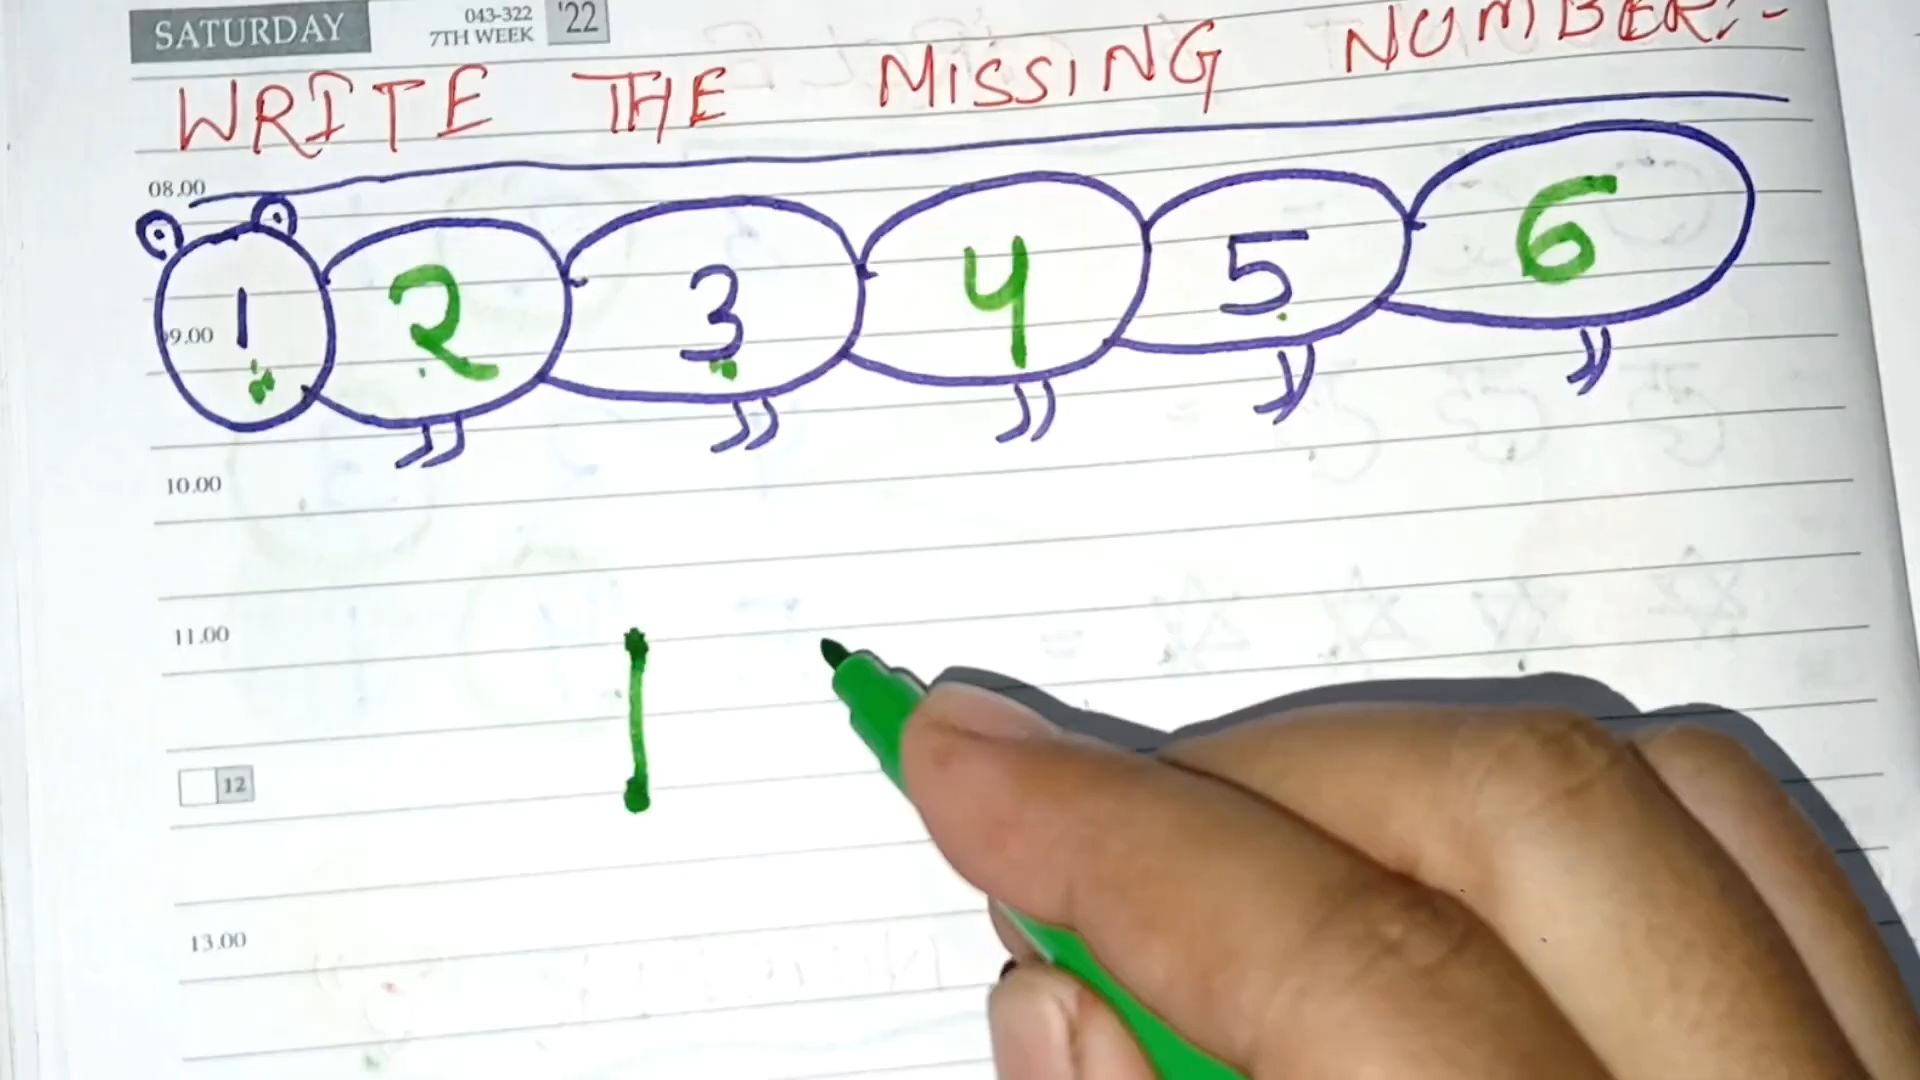 SATURDAY 043-322 7TH WEEK '22
WRITE THE MISSING NUMBER:-
08.00
1 2 3 4 5 6
09.00
10.00
11.00
1
12
13.00